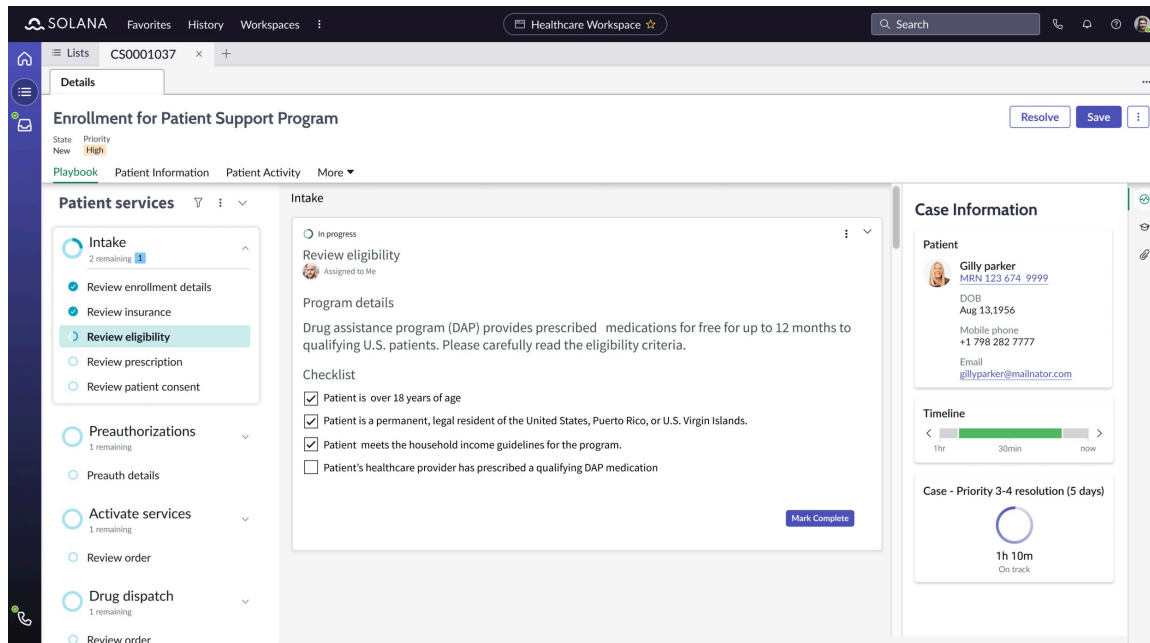 SOLANA Favorites History Workspaces Healthcare Workspace Search
Lists CS0001037
Details
Enrollment for Patient Support Program
Resolve Save
State Priority
New High
Playbook Patient Information Patient Activity More
Patient services
Intake
2 remaining 1
Review enrollment details
Review insurance
Review eligibility
Review prescription
Review patient consent
Preauthorizations
1 remaining
Preauth details
Activate services
1 remaining
Review order
Drug dispatch
1 remaining
Review order
Intake
In progress
Review eligibility
Assigned to Me
Program details
Drug assistance program (DAP) provides prescribed medications for free for up to 12 months to
qualifying U.S. patients. Please carefully read the eligibility criteria.
Checklist
Patient is over 18 years of age
Patient is a permanent, legal resident of the United States, Puerto Rico, or U.S. Virgin Islands.
Patient meets the household income guidelines for the program.
Patient's healthcare provider has prescribed a qualifying DAP medication
Mark Complete
Case Information
Patient
Gilly parker
MRN 123 674 9999
DOB
Aug 13,1956
Mobile phone
+1 798 282 7777
Email
gillyparker@mailnator.com
Timeline
1hr 30min now
Case - Priority 3-4 resolution (5 days)
1h 10m
On track